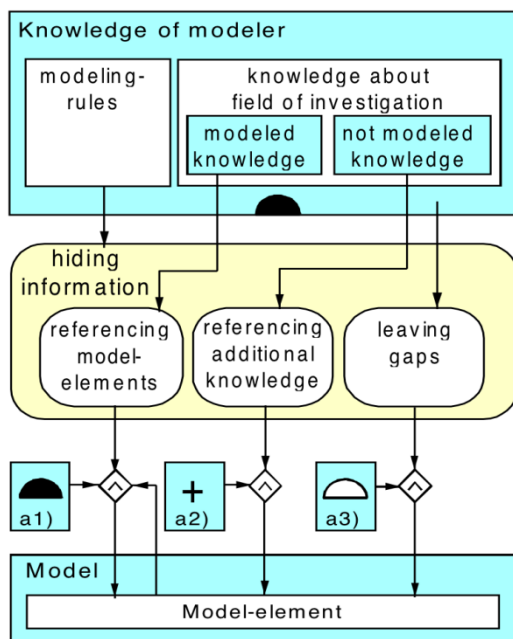 Knowledge of modeler
modeling-
rules
knowledge about
field of investigation
modeled
knowledge
not modeled
knowledge
hiding
information
referencing
model-
elements
referencing
additional
knowledge
leaving
gaps
a1)
^
+
a2)
^
a3)
^
Model
Model-element